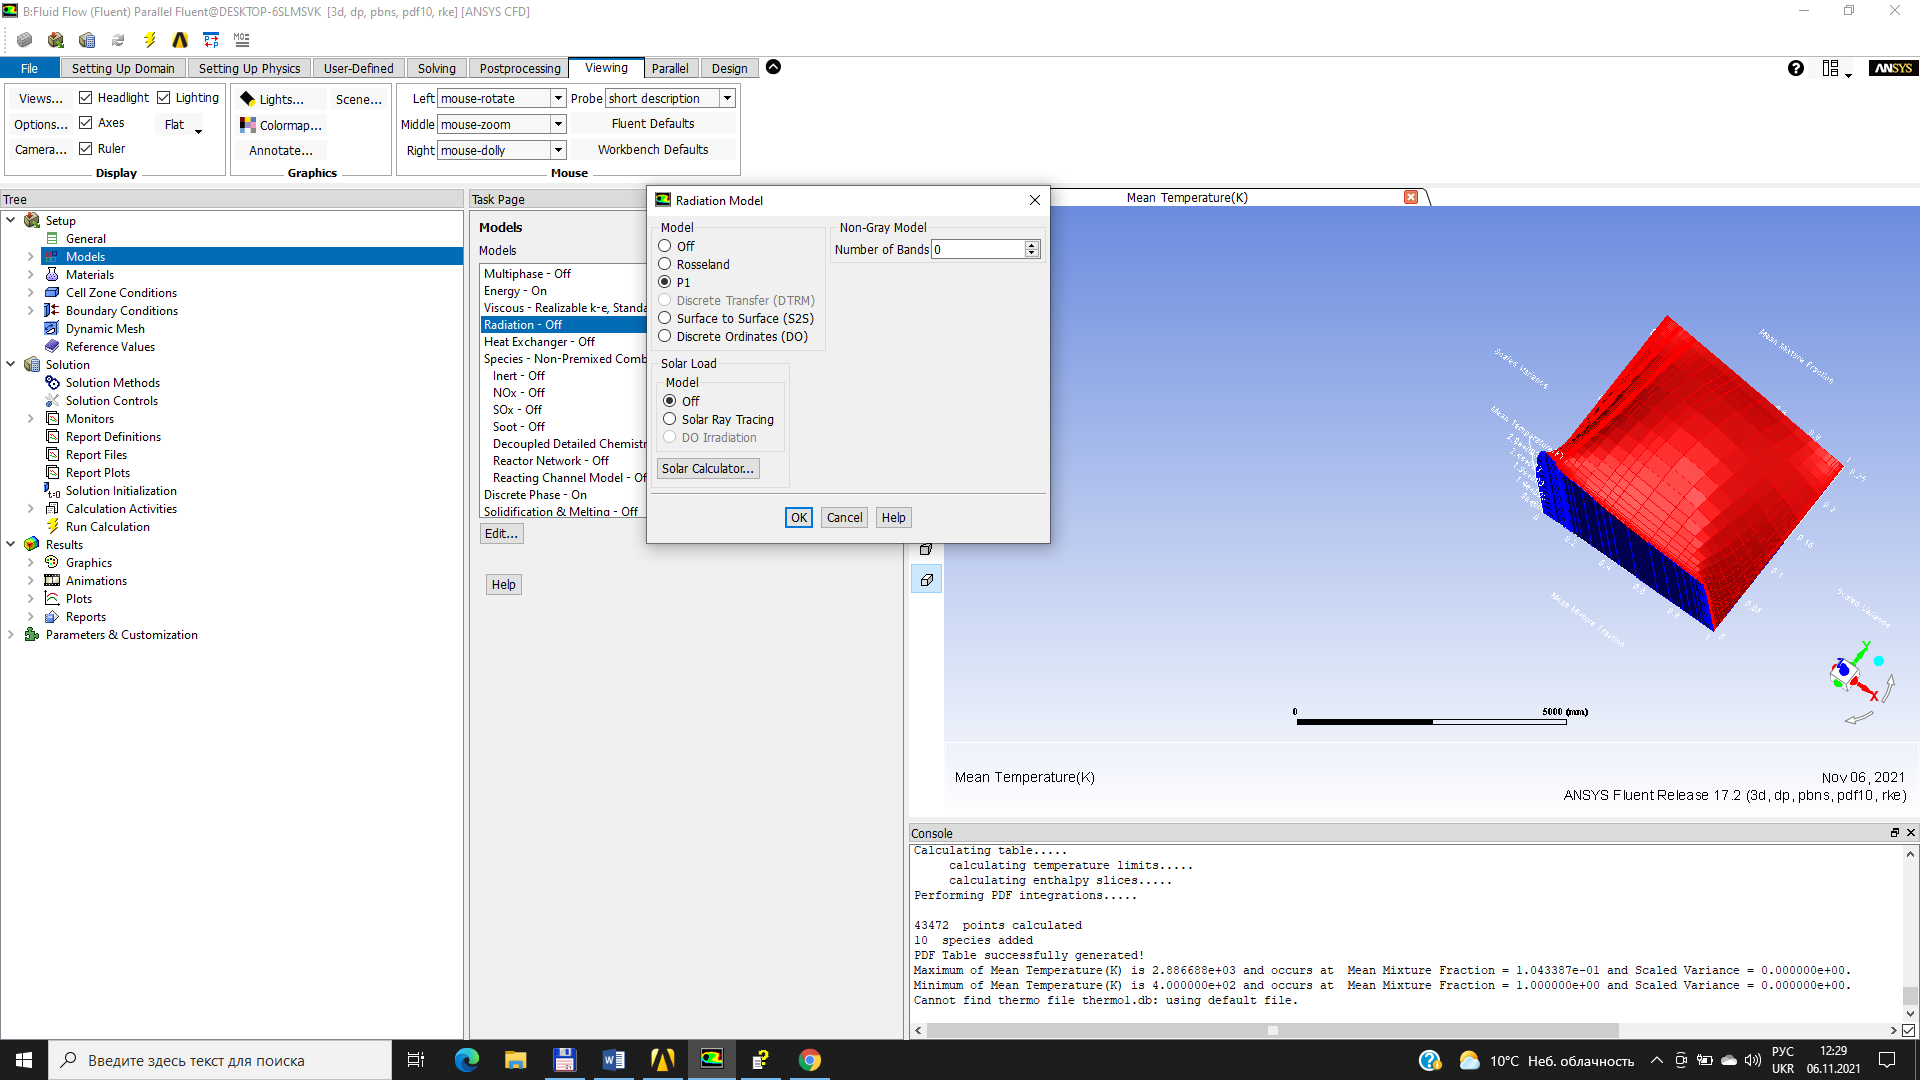 B:Fluid Flow (Fluent) Parallel Fluent@DESKTOP-6SLMSVK [3d, dp, pbns, pdf10, rke] [ANSYS CFD]
File Setting Up Domain Setting Up Physics User-Defined Solving Postprocessing Viewing Parallel Design
ANSYS
Views... Headlight Lighting
Options... Axes Flat
Camera... Ruler
Display
Lights... Scene...
Colormap...
Annotate...
Graphics
Left mouse-rotate Probe short description
Middle mouse-zoom Fluent Defaults
Right mouse-dolly Workbench Defaults
Mouse
Tree
Setup
General
Models
Materials
Cell Zone Conditions
Boundary Conditions
Dynamic Mesh
Reference Values
Solution
Solution Methods
Solution Controls
Monitors
Report Definitions
Report Files
Report Plots
Solution Initialization
Calculation Activities
Run Calculation
Results
Graphics
Animations
Plots
Reports
Parameters & Customization
Task Page
Models
Models
Multiphase - Off
Energy - On
Viscous - Realizable k-e, Standa
Radiation - Off
Heat Exchanger - Off
Species - Non-Premixed Comb
Inert - Off
NOx - Off
SOx - Off
Soot - Off
Decoupled Detailed Chemistr
Reactor Network - Off
Reacting Channel Model - Of
Discrete Phase - On
Solidification & Melting - Off
Edit...
Help
Radiation Model
Model
Off
Rosseland
P1
Discrete Transfer (DTRM)
Surface to Surface (S2S)
Discrete Ordinates (DO)
Non-Gray Model
Number of Bands 0
Solar Load
Model
Off
Solar Ray Tracing
DO Irradiation
Solar Calculator...
OK Cancel Help
Mean Temperature(K)
Scaled Variance
Mean Mixture Fraction
Mean Mixture Fraction
Scaled Variance
Y
Z
X
0 5000 (mm)
Mean Temperature(K)
Nov 06, 2021
ANSYS Fluent Release 17.2 (3d, dp, pbns, pdf10, rke)
Console
Calculating table.....
calculating temperature limits.....
calculating enthalpy slices.....
Performing PDF integrations.....
43472 points calculated
10 species added
PDF Table successfully generated!
Maximum of Mean Temperature(K) is 2.886688e+03 and occurs at Mean Mixture Fraction = 1.043387e-01 and Scaled Variance = 0.000000e+00.
Minimum of Mean Temperature(K) is 4.000000e+02 and occurs at Mean Mixture Fraction = 1.000000e+00 and Scaled Variance = 0.000000e+00.
Cannot find thermo file thermol.db: using default file.
Введите здесь текст для поиска
10°C Неб. облачность
РУС
UKR
12:29
06.11.2021